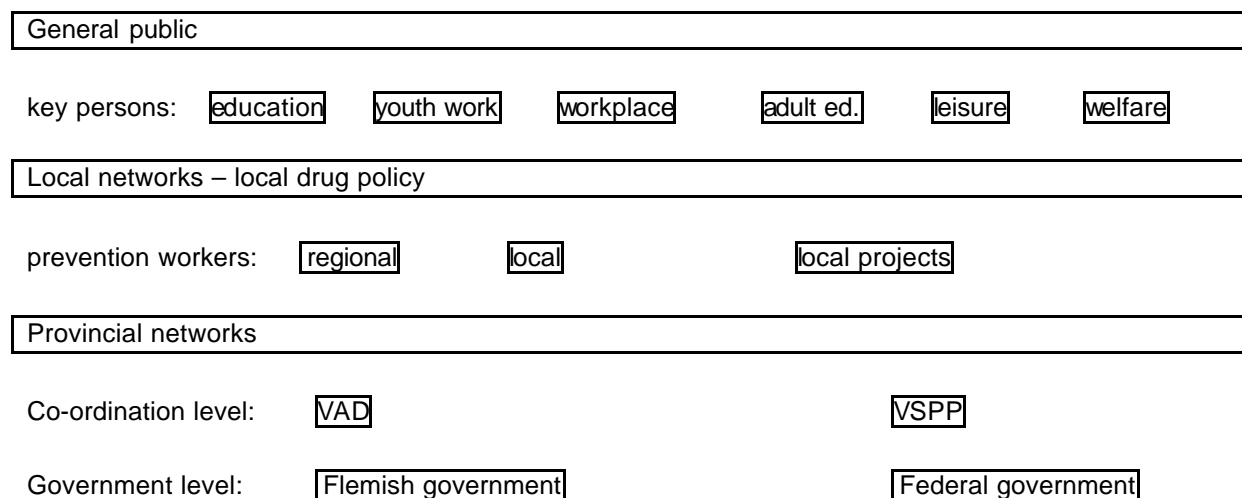 General public
key persons: education youth work workplace adult ed. leisure welfare
Local networks – local drug policy
prevention workers: regional local local projects
Provincial networks
Co-ordination level: VAD VSPP
Government level: Flemish government Federal government